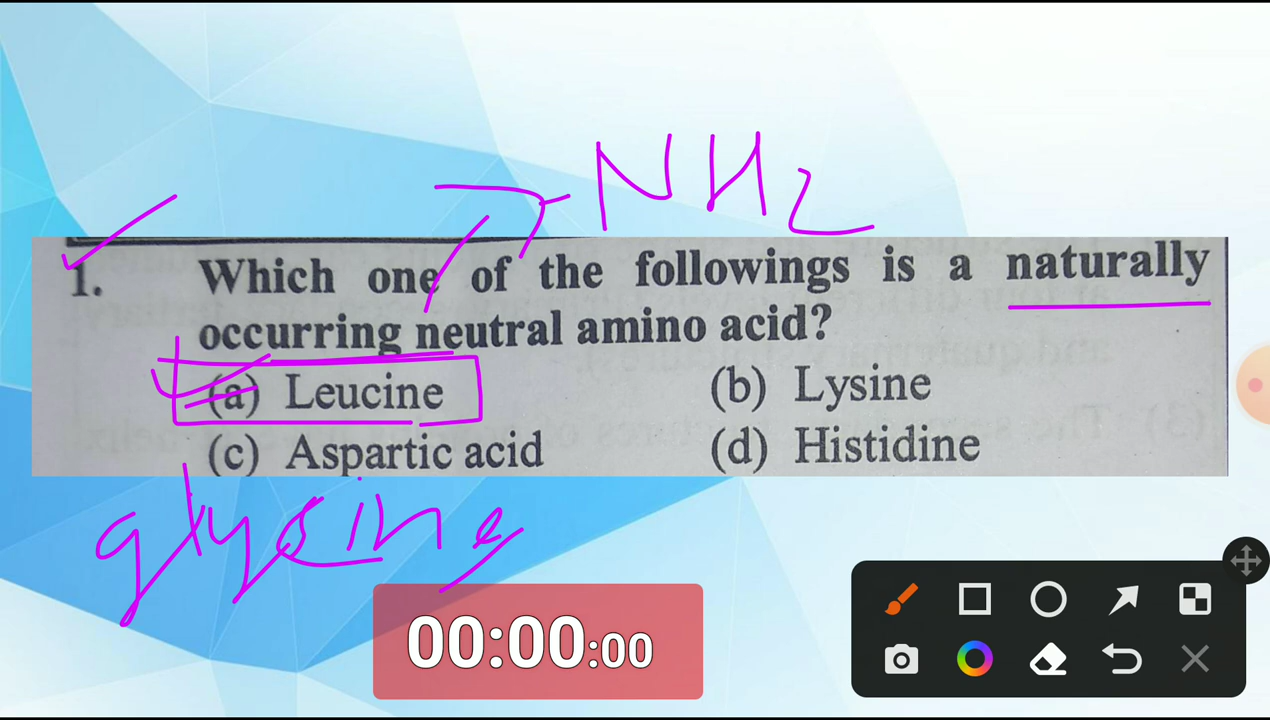 NH2
1. Which one of the followings is a naturally
occurring neutral amino acid?
(a) Leucine (b) Lysine
(c) Aspartic acid (d) Histidine
glycine
00:00:00